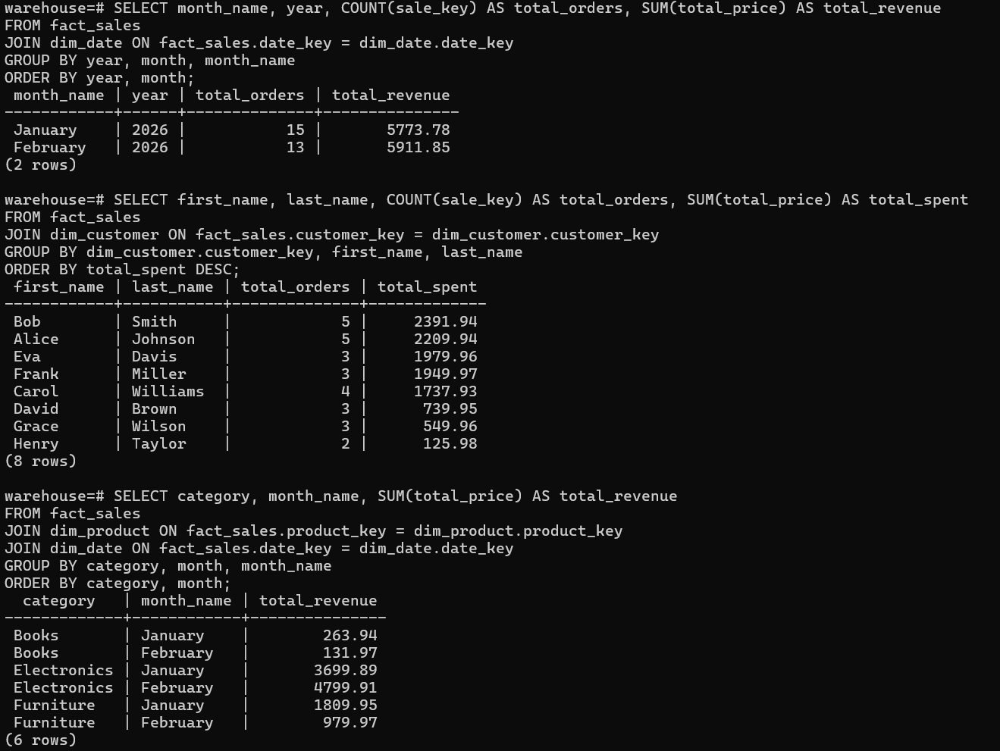 warehouse=# SELECT month_name, year, COUNT(sale_key) AS total_orders, SUM(total_price) AS total_revenue
FROM fact_sales
JOIN dim_date ON fact_sales.date_key = dim_date.date_key
GROUP BY year, month, month_name
ORDER BY year, month;
 month_name | year | total_orders | total_revenue
------------+------+--------------+---------------
 January    | 2026 |           15 |       5773.78
 February   | 2026 |           13 |       5911.85
(2 rows)

warehouse=# SELECT first_name, last_name, COUNT(sale_key) AS total_orders, SUM(total_price) AS total_spent
FROM fact_sales
JOIN dim_customer ON fact_sales.customer_key = dim_customer.customer_key
GROUP BY dim_customer.customer_key, first_name, last_name
ORDER BY total_spent DESC;
 first_name | last_name | total_orders | total_spent
------------+-----------+--------------+-------------
 Bob        | Smith     |            5 |     2391.94
 Alice      | Johnson   |            5 |     2209.94
 Eva        | Davis     |            3 |     1979.96
 Frank      | Miller    |            3 |     1949.97
 Carol      | Williams  |            4 |     1737.93
 David      | Brown     |            3 |      739.95
 Grace      | Wilson    |            3 |      549.96
 Henry      | Taylor    |            2 |      125.98
(8 rows)

warehouse=# SELECT category, month_name, SUM(total_price) AS total_revenue
FROM fact_sales
JOIN dim_product ON fact_sales.product_key = dim_product.product_key
JOIN dim_date ON fact_sales.date_key = dim_date.date_key
GROUP BY category, month, month_name
ORDER BY category, month;
  category   | month_name | total_revenue
-------------+------------+---------------
 Books       | January    |        263.94
 Books       | February   |        131.97
 Electronics | January    |       3699.89
 Electronics | February   |       4799.91
 Furniture   | January    |       1809.95
 Furniture   | February   |        979.97
(6 rows)